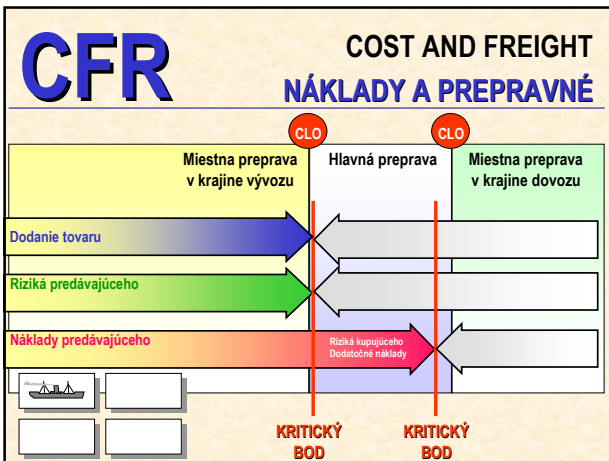 CFR
COST AND FREIGHT
NÁKLADY A PREPRAVNÉ
CLO
CLO
Miestna preprava
v krajine vývozu
Hlavná preprava
Miestna preprava
v krajine dovozu
Dodanie tovaru
Riziká predávajúceho
Náklady predávajúceho
Riziká kupujúceho
Dodatočné náklady
KRITICKÝ
BOD
KRITICKÝ
BOD